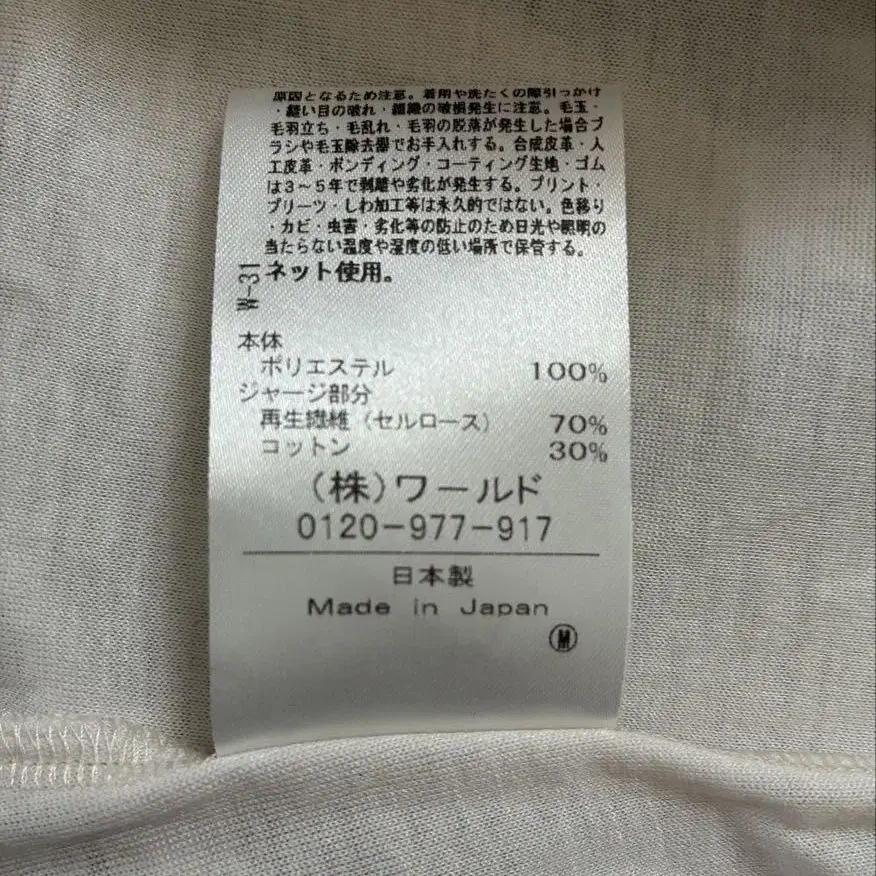 原因となるため注意。着用や洗たくの際引っかけ
・縫い目の破れ・組織の破損発生に注意。毛玉・
毛羽立ち・毛乱れ・毛羽の脱落が発生した場合ブ
ラシや毛玉除去器でお手入れする。合成皮革・人
工皮革・ボンディング・コーティング生地・ゴム
は3～5年で剥離や劣化が発生する。プリント・
プリーツ・しわ加工等は永久的ではない。色移り
・カビ・虫害・劣化等の防止のため日光や照明の
当たらない温度や湿度の低い場所で保管する。
W-31
ネット使用。
本体
ポリエステル 100%
ジャージ部分
再生繊維（セルロース） 70%
コットン 30%
（株）ワールド
0120-977-917
日本製
Made in Japan
M